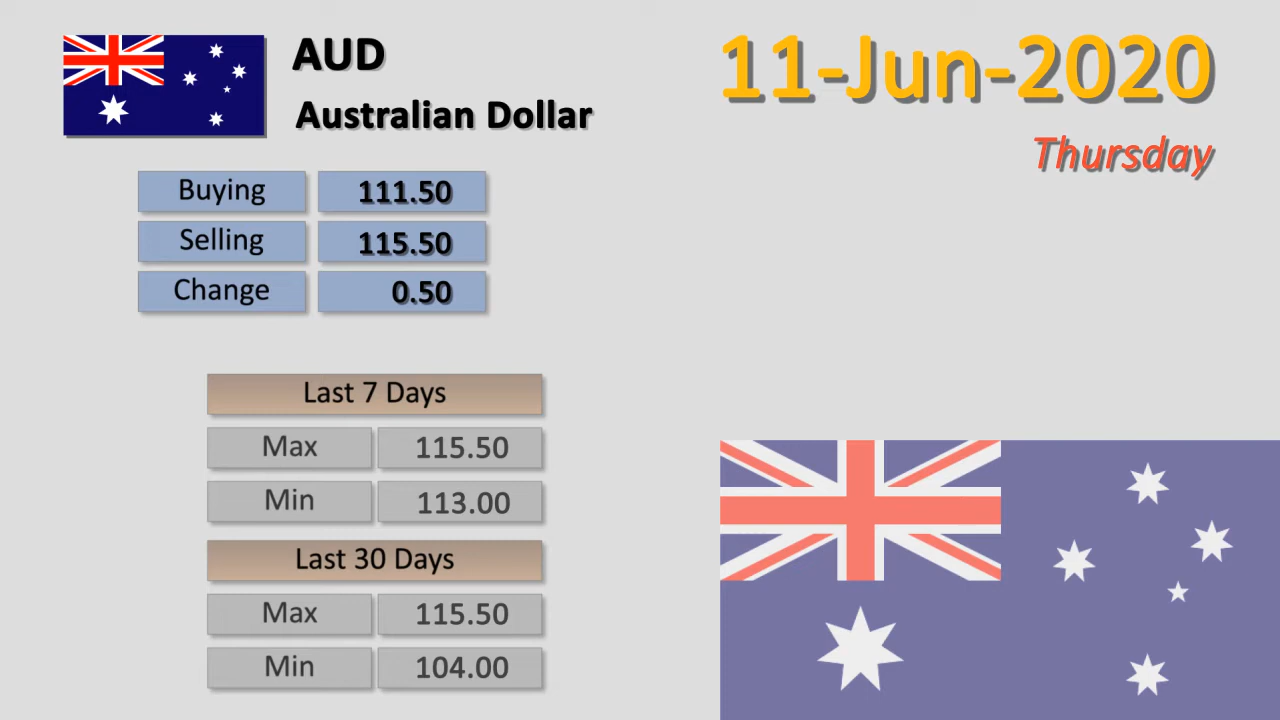 AUD
Australian Dollar
11-Jun-2020
Thursday
Buying 111.50
Selling 115.50
Change 0.50
Last 7 Days
Max 115.50
Min 113.00
Last 30 Days
Max 115.50
Min 104.00